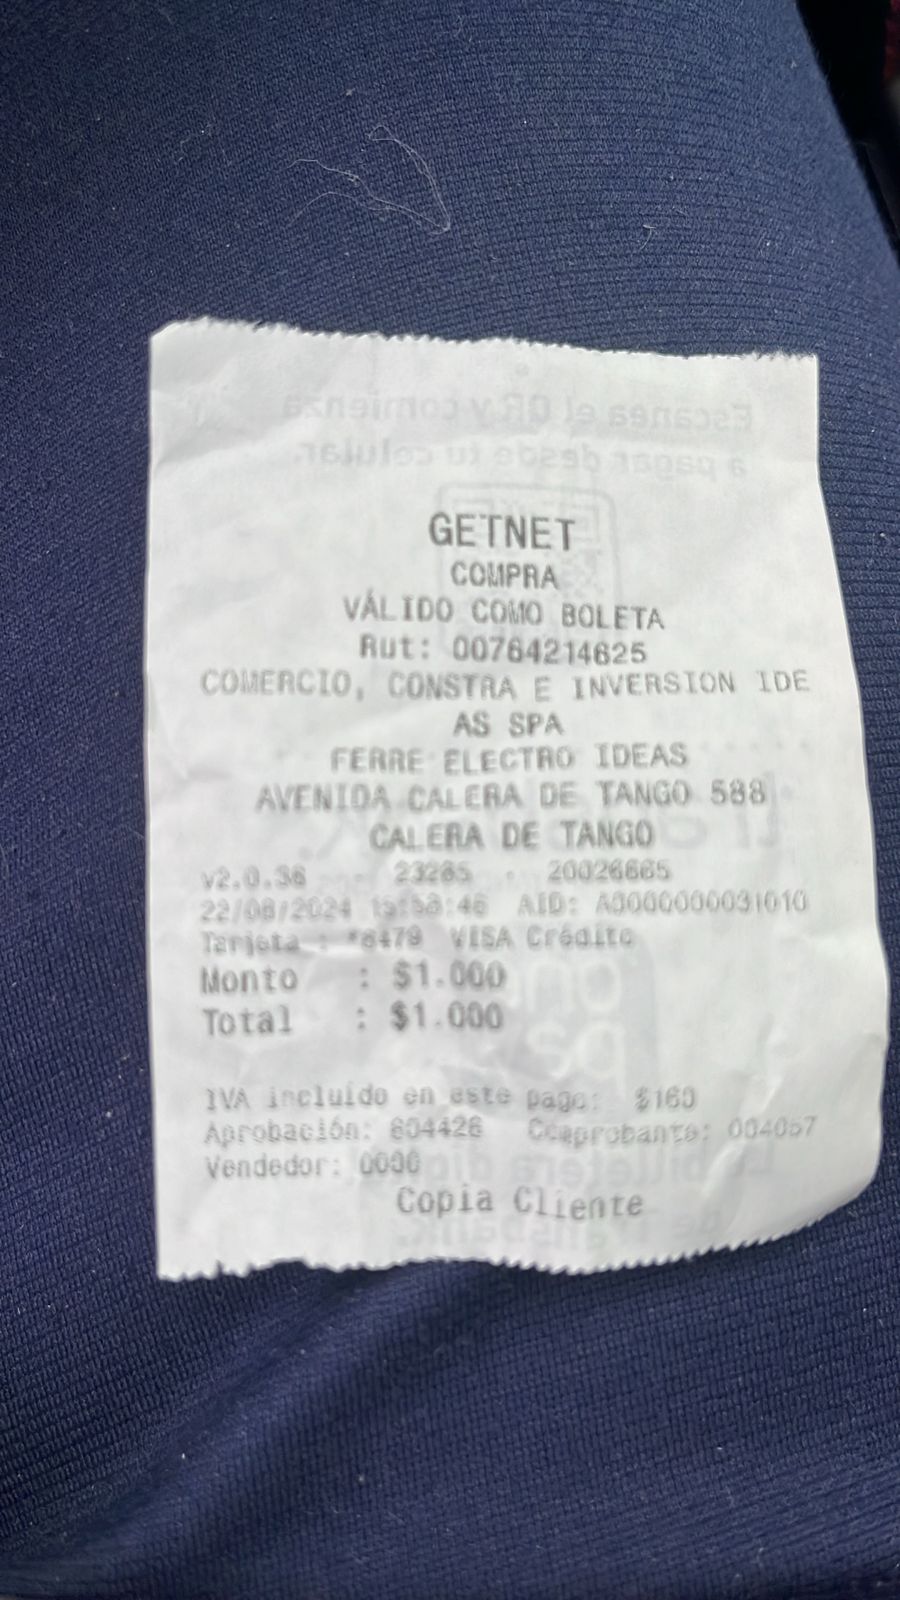 GETNET
COMPRA
VÁLIDO COMO BOLETA
Rut: 00764214625
COMERCIO, CONSTRA E INVERSION IDE
AS SPA
FERRE ELECTRO IDEAS
AVENIDA CALERA DE TANGO 588
CALERA DE TANGO
v2.0.36 23265 20026665
22/08/2024 AID: A0000000031010
Tarjeta : *6479 VISA Crédito
Monto : $1.000
Total : $1.000
IVA incluido en este pago: $160
Aprobación: 604426 Comprobante: 004057
Vendedor: 0000
Copia Cliente